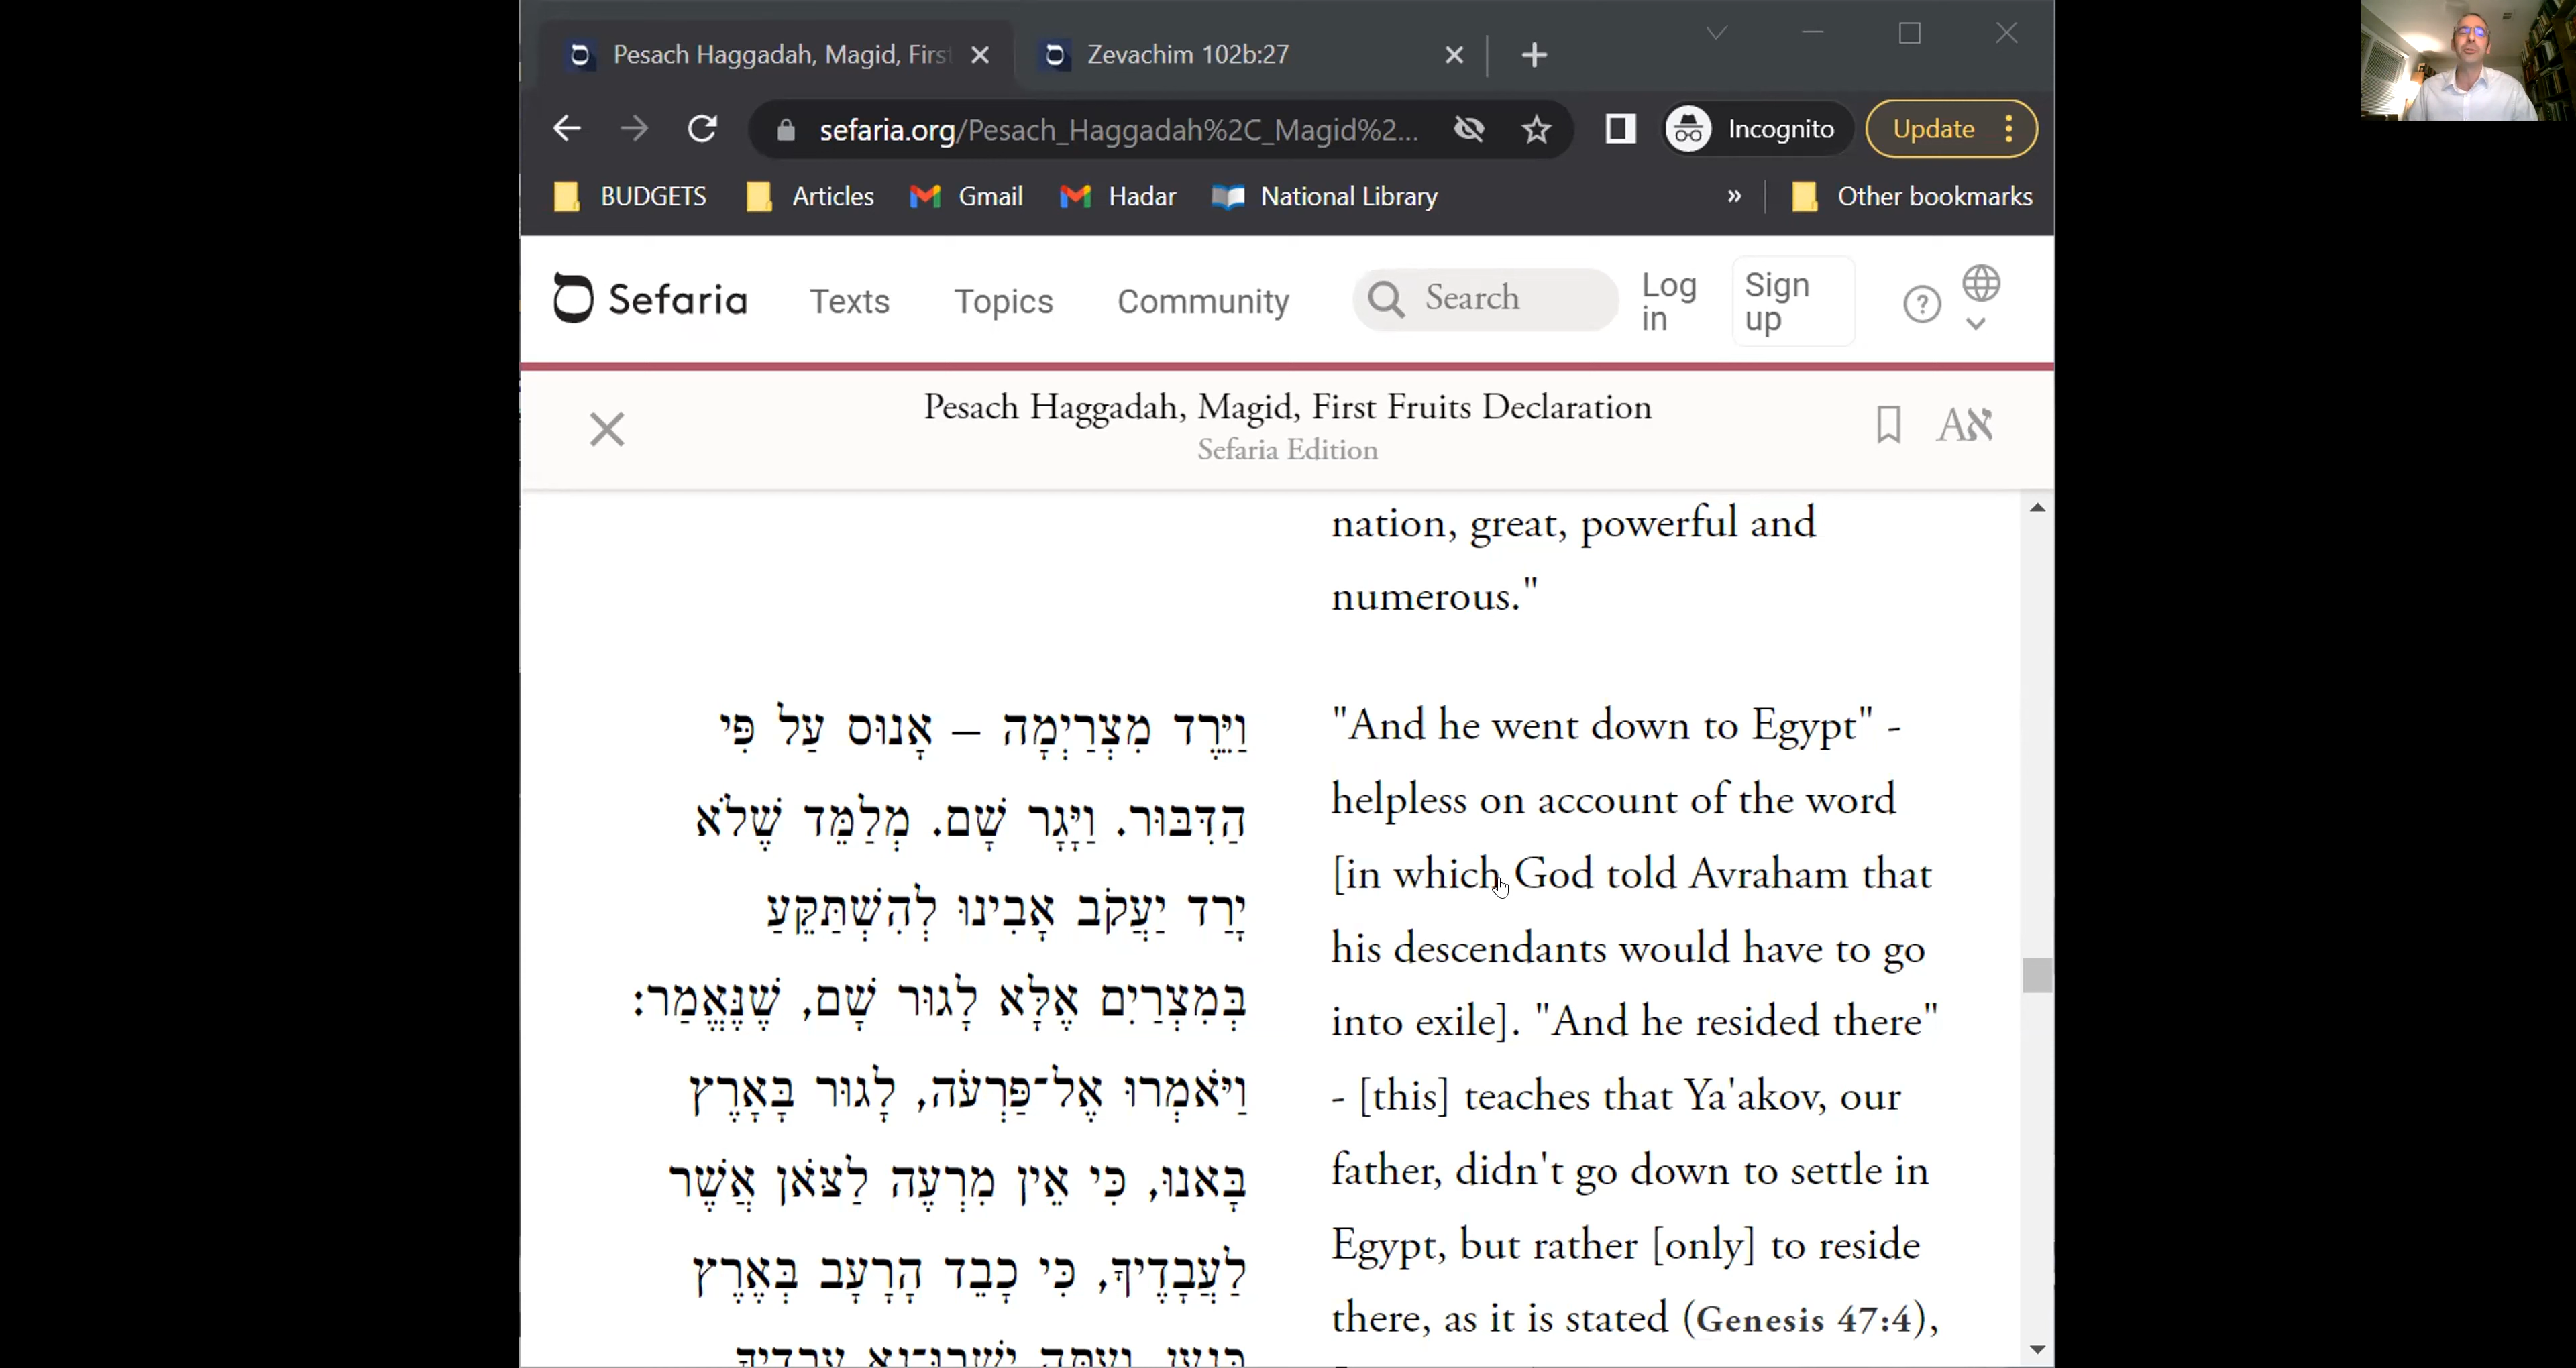 Pesach Haggadah, Magid, Firs
Zevachim 102b:27
sefaria.org/Pesach_Haggadah%2C_Magid%2...
Incognito
Update
BUDGETS
Articles
Gmail
Hadar
National Library
»
Other bookmarks
Sefaria
Texts
Topics
Community
Search
Log in
Sign up
Pesach Haggadah, Magid, First Fruits Declaration
Sefaria Edition
Aא
nation, great, powerful and
numerous."
וַיֵּרֶד מִצְרַיְמָה – אָנוּס עַל פִּי
הַדִּבּוּר. וַיָּגָר שָׁם. מְלַמֵּד שֶׁלֹא
יָרַד יַעֲקֹב אָבִינוּ לְהִשְׁתַּקֵּעַ
בְּמִצְרַיִם אֶלָּא לָגוּר שָׁם, שֶׁנֶּאֱמַר:
וַיֹּאמְרוּ אֶל־פַּרְעֹה, לָגוּר בָּאָרֶץ
בָּאנוּ, כִּי אֵין מִרְעֶה לַצֹּאן אֲשֶׁר
לַעֲבָדֶיךָ, כִּי כָבֵד הָרָעָב בְּאֶרֶץ
"And he went down to Egypt" -
helpless on account of the word
[in which God told Avraham that
his descendants would have to go
into exile]. "And he resided there"
- [this] teaches that Ya'akov, our
father, didn't go down to settle in
Egypt, but rather [only] to reside
there, as it is stated (Genesis 47:4),